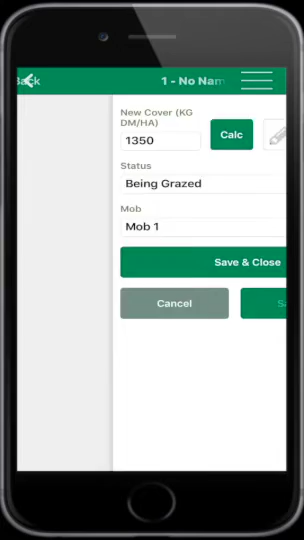 Back
1 - No Nam
New Cover (KG
DM/HA)
1350
Calc
Status
Being Grazed
Mob
Mob 1
Save & Close
Cancel